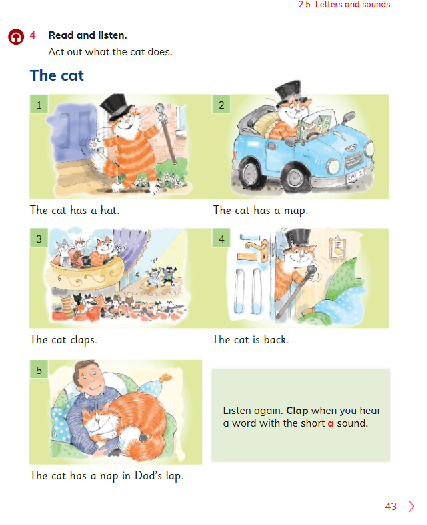 2.5 Letters and sounds
4 Read and listen.
Act out what the cat does.
The cat
1
2
The cat has a hat.
The cat has a map.
3
4
The cat claps.
The cat is back.
5
Listen again. Clap when you hear
a word with the short a sound.
The cat has a nap in Dad's lap.
43